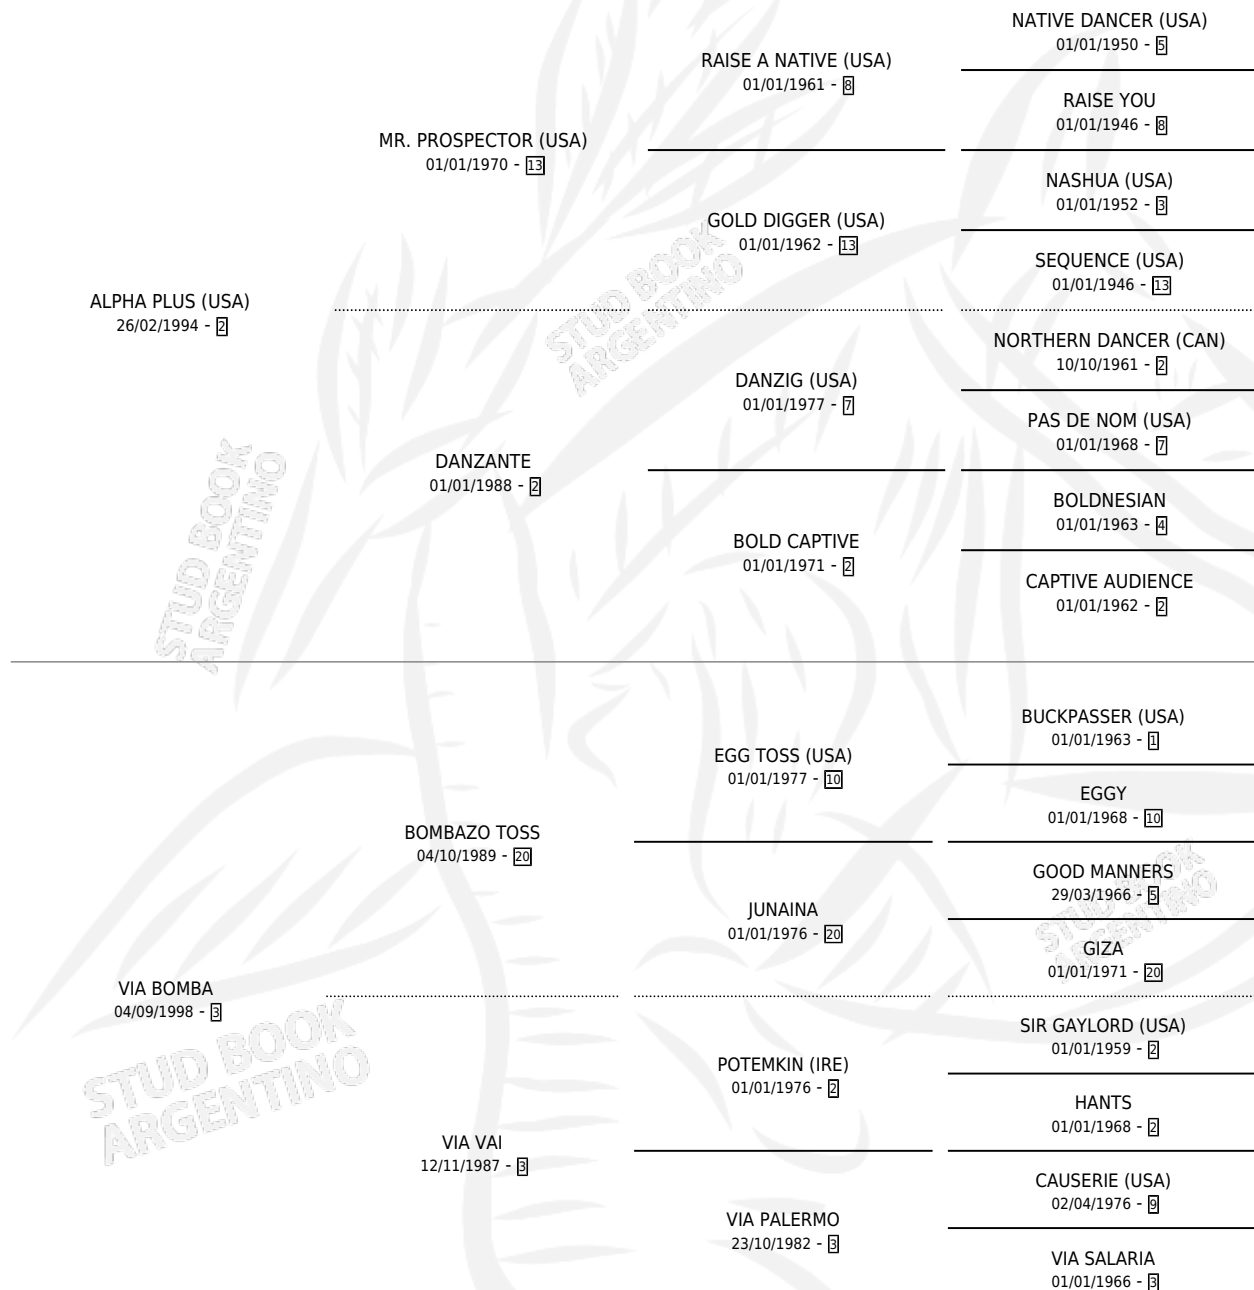 NATIVE DANCER (USA)
01/01/1950 - 5
RAISE A NATIVE (USA)
01/01/1961 - 8
RAISE YOU
01/01/1946 - 8
MR. PROSPECTOR (USA)
01/01/1970 - 13
NASHUA (USA)
01/01/1952 - 3
GOLD DIGGER (USA)
01/01/1962 - 13
SEQUENCE (USA)
01/01/1946 - 13
ALPHA PLUS (USA)
26/02/1994 - 2
NORTHERN DANCER (CAN)
10/10/1961 - 2
DANZIG (USA)
01/01/1977 - 7
PAS DE NOM (USA)
01/01/1968 - 7
DANZANTE
01/01/1988 - 2
BOLDNESIAN
01/01/1963 - 4
BOLD CAPTIVE
01/01/1971 - 2
CAPTIVE AUDIENCE
01/01/1962 - 2
STUD BOOK
ARGENTINO
STUD BOOK
ARGENTINO
BUCKPASSER (USA)
01/01/1963 - 1
EGG TOSS (USA)
01/01/1977 - 10
EGGY
01/01/1968 - 10
BOMBAZO TOSS
04/10/1989 - 20
GOOD MANNERS
29/03/1966 - 5
JUNAINA
01/01/1976 - 20
GIZA
01/01/1971 - 20
VIA BOMBA
04/09/1998 - 3
SIR GAYLORD (USA)
01/01/1959 - 2
POTEMKIN (IRE)
01/01/1976 - 2
HANTS
01/01/1968 - 2
VIA VAI
12/11/1987 - 3
CAUSERIE (USA)
02/04/1976 - 9
VIA PALERMO
23/10/1982 - 3
VIA SALARIA
01/01/1966 - 3
STUD BOOK
ARGENTINO
STUD BOOK
ARGENTINO